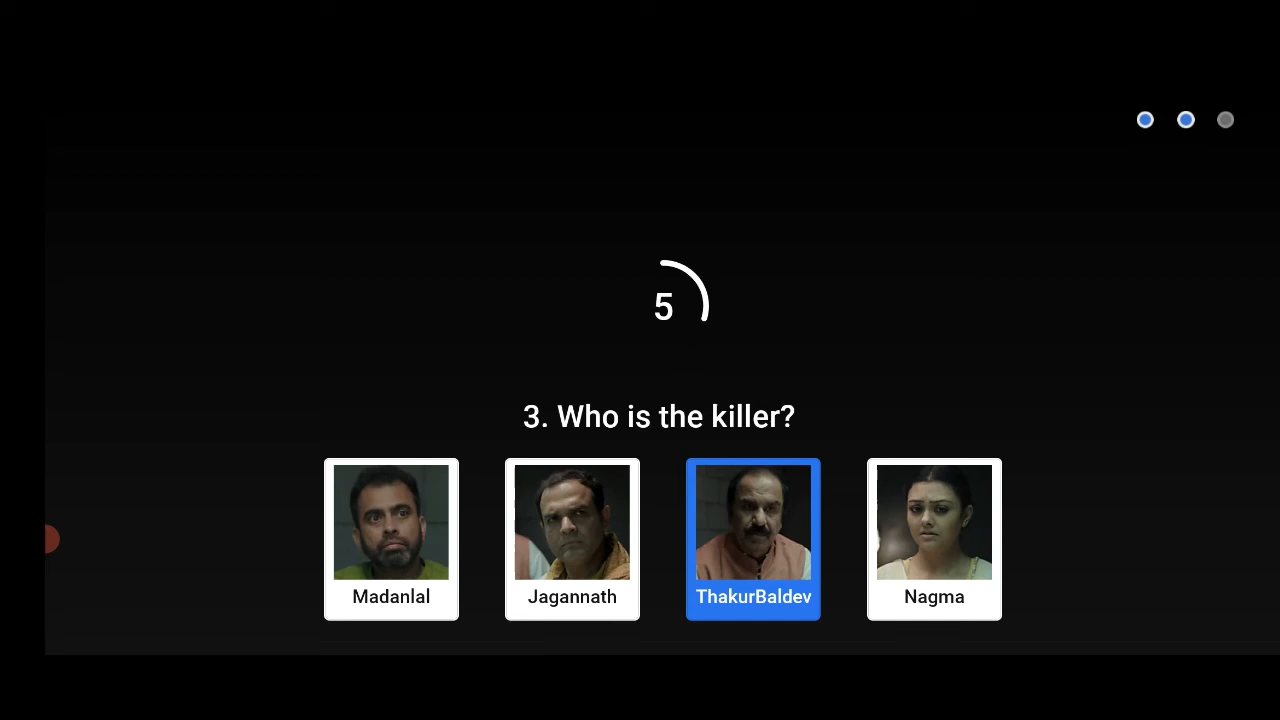 5
3. Who is the killer?
Madanlal
Jagannath
ThakurBaldev
Nagma